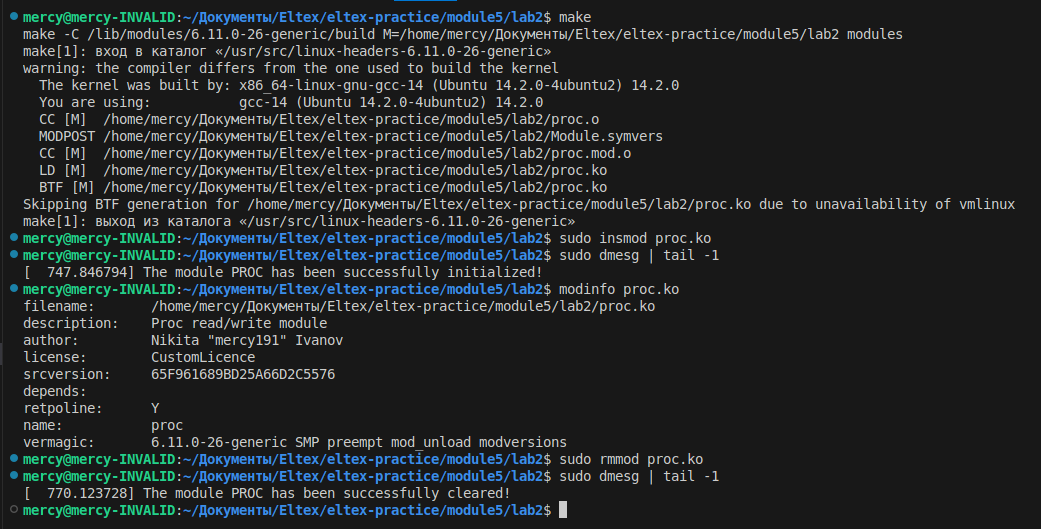 mercy@mercy-INVALID:~/Документы/Eltex/eltex-practice/module5/lab2$ make
make -C /lib/modules/6.11.0-26-generic/build M=/home/mercy/Документы/Eltex/eltex-practice/module5/lab2 modules
make[1]: вход в каталог «/usr/src/linux-headers-6.11.0-26-generic»
warning: the compiler differs from the one used to build the kernel
  The kernel was built by: x86_64-linux-gnu-gcc-14 (Ubuntu 14.2.0-4ubuntu2) 14.2.0
  You are using:           gcc-14 (Ubuntu 14.2.0-4ubuntu2) 14.2.0
  CC [M]  /home/mercy/Документы/Eltex/eltex-practice/module5/lab2/proc.o
  MODPOST /home/mercy/Документы/Eltex/eltex-practice/module5/lab2/Module.symvers
  CC [M]  /home/mercy/Документы/Eltex/eltex-practice/module5/lab2/proc.mod.o
  LD [M]  /home/mercy/Документы/Eltex/eltex-practice/module5/lab2/proc.ko
  BTF [M] /home/mercy/Документы/Eltex/eltex-practice/module5/lab2/proc.ko
Skipping BTF generation for /home/mercy/Документы/Eltex/eltex-practice/module5/lab2/proc.ko due to unavailability of vmlinux
make[1]: выход из каталога «/usr/src/linux-headers-6.11.0-26-generic»
mercy@mercy-INVALID:~/Документы/Eltex/eltex-practice/module5/lab2$ sudo insmod proc.ko
mercy@mercy-INVALID:~/Документы/Eltex/eltex-practice/module5/lab2$ sudo dmesg | tail -1
[  747.846794] The module PROC has been successfully initialized!
mercy@mercy-INVALID:~/Документы/Eltex/eltex-practice/module5/lab2$ modinfo proc.ko
filename:       /home/mercy/Документы/Eltex/eltex-practice/module5/lab2/proc.ko
description:    Proc read/write module
author:         Nikita "mercy191" Ivanov
license:        CustomLicence
srcversion:     65F961689BD25A66D2C5576
depends:
retpoline:      Y
name:           proc
vermagic:       6.11.0-26-generic SMP preempt mod_unload modversions
mercy@mercy-INVALID:~/Документы/Eltex/eltex-practice/module5/lab2$ sudo rmmod proc.ko
mercy@mercy-INVALID:~/Документы/Eltex/eltex-practice/module5/lab2$ sudo dmesg | tail -1
[  770.123728] The module PROC has been successfully cleared!
mercy@mercy-INVALID:~/Документы/Eltex/eltex-practice/module5/lab2$